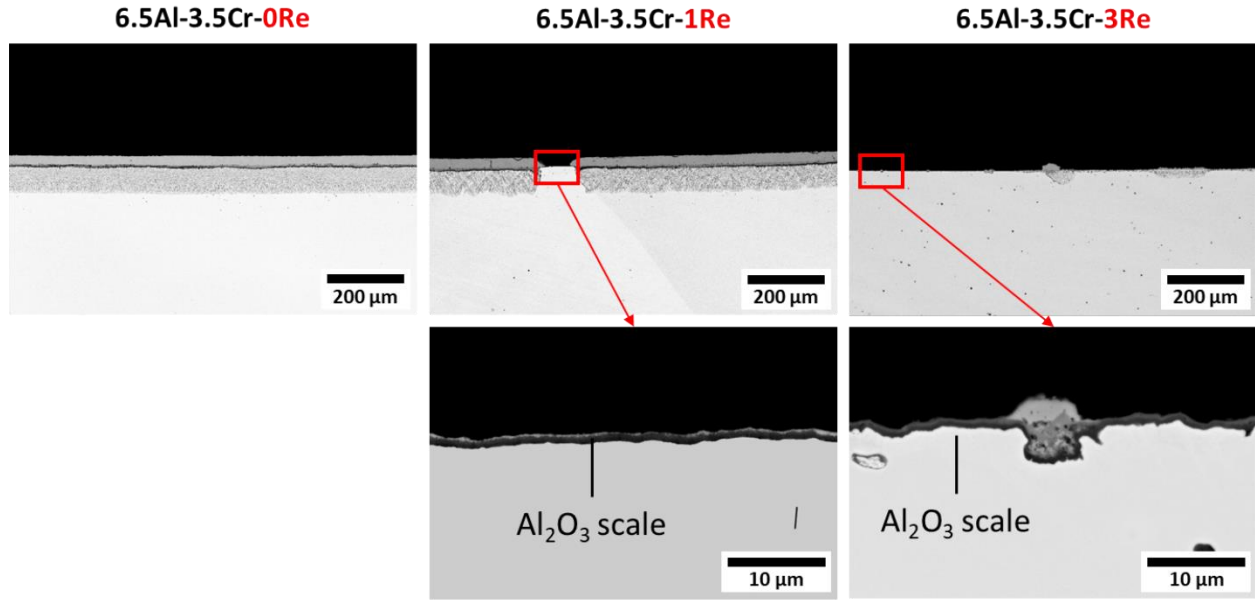 6.5Al-3.5Cr-0Re
6.5Al-3.5Cr-1Re
6.5Al-3.5Cr-3Re
200 µm
200 µm
200 µm
Al₂O₃ scale
Al₂O₃ scale
10 µm
10 µm